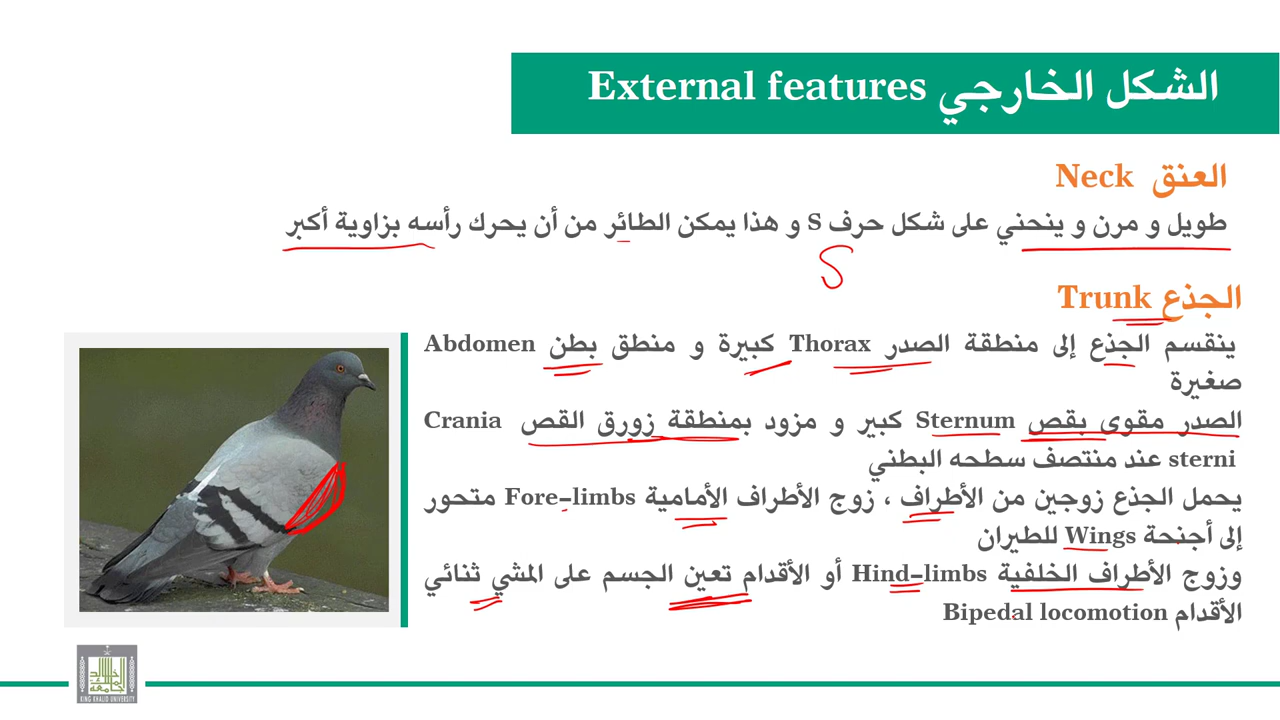 الشكل الخارجي External features
العنق Neck
طويل و مرن و ينحني على شكل حرف S و هذا يمكن الطائر من أن يحرك رأسه بزاوية أكبر
S
الجذع Trunk
ينقسم الجذع إلى منطقة الصدر Thorax كبيرة و منطق بطن Abdomen
صغيرة
الصدر مقوى بقص Sternum كبير و مزود بمنطقة زورق القص Crania
sterni عند منتصف سطحه البطني
يحمل الجذع زوجين من الأطراف ، زوج الأطراف الأمامية Fore-limbs متحور
إلى أجنحة Wings للطيران
وزوج الأطراف الخلفية Hind-limbs أو الأقدام تعين الجسم على المشي ثنائي
الأقدام Bipedal locomotion
KING KHALID UNIVERSITY